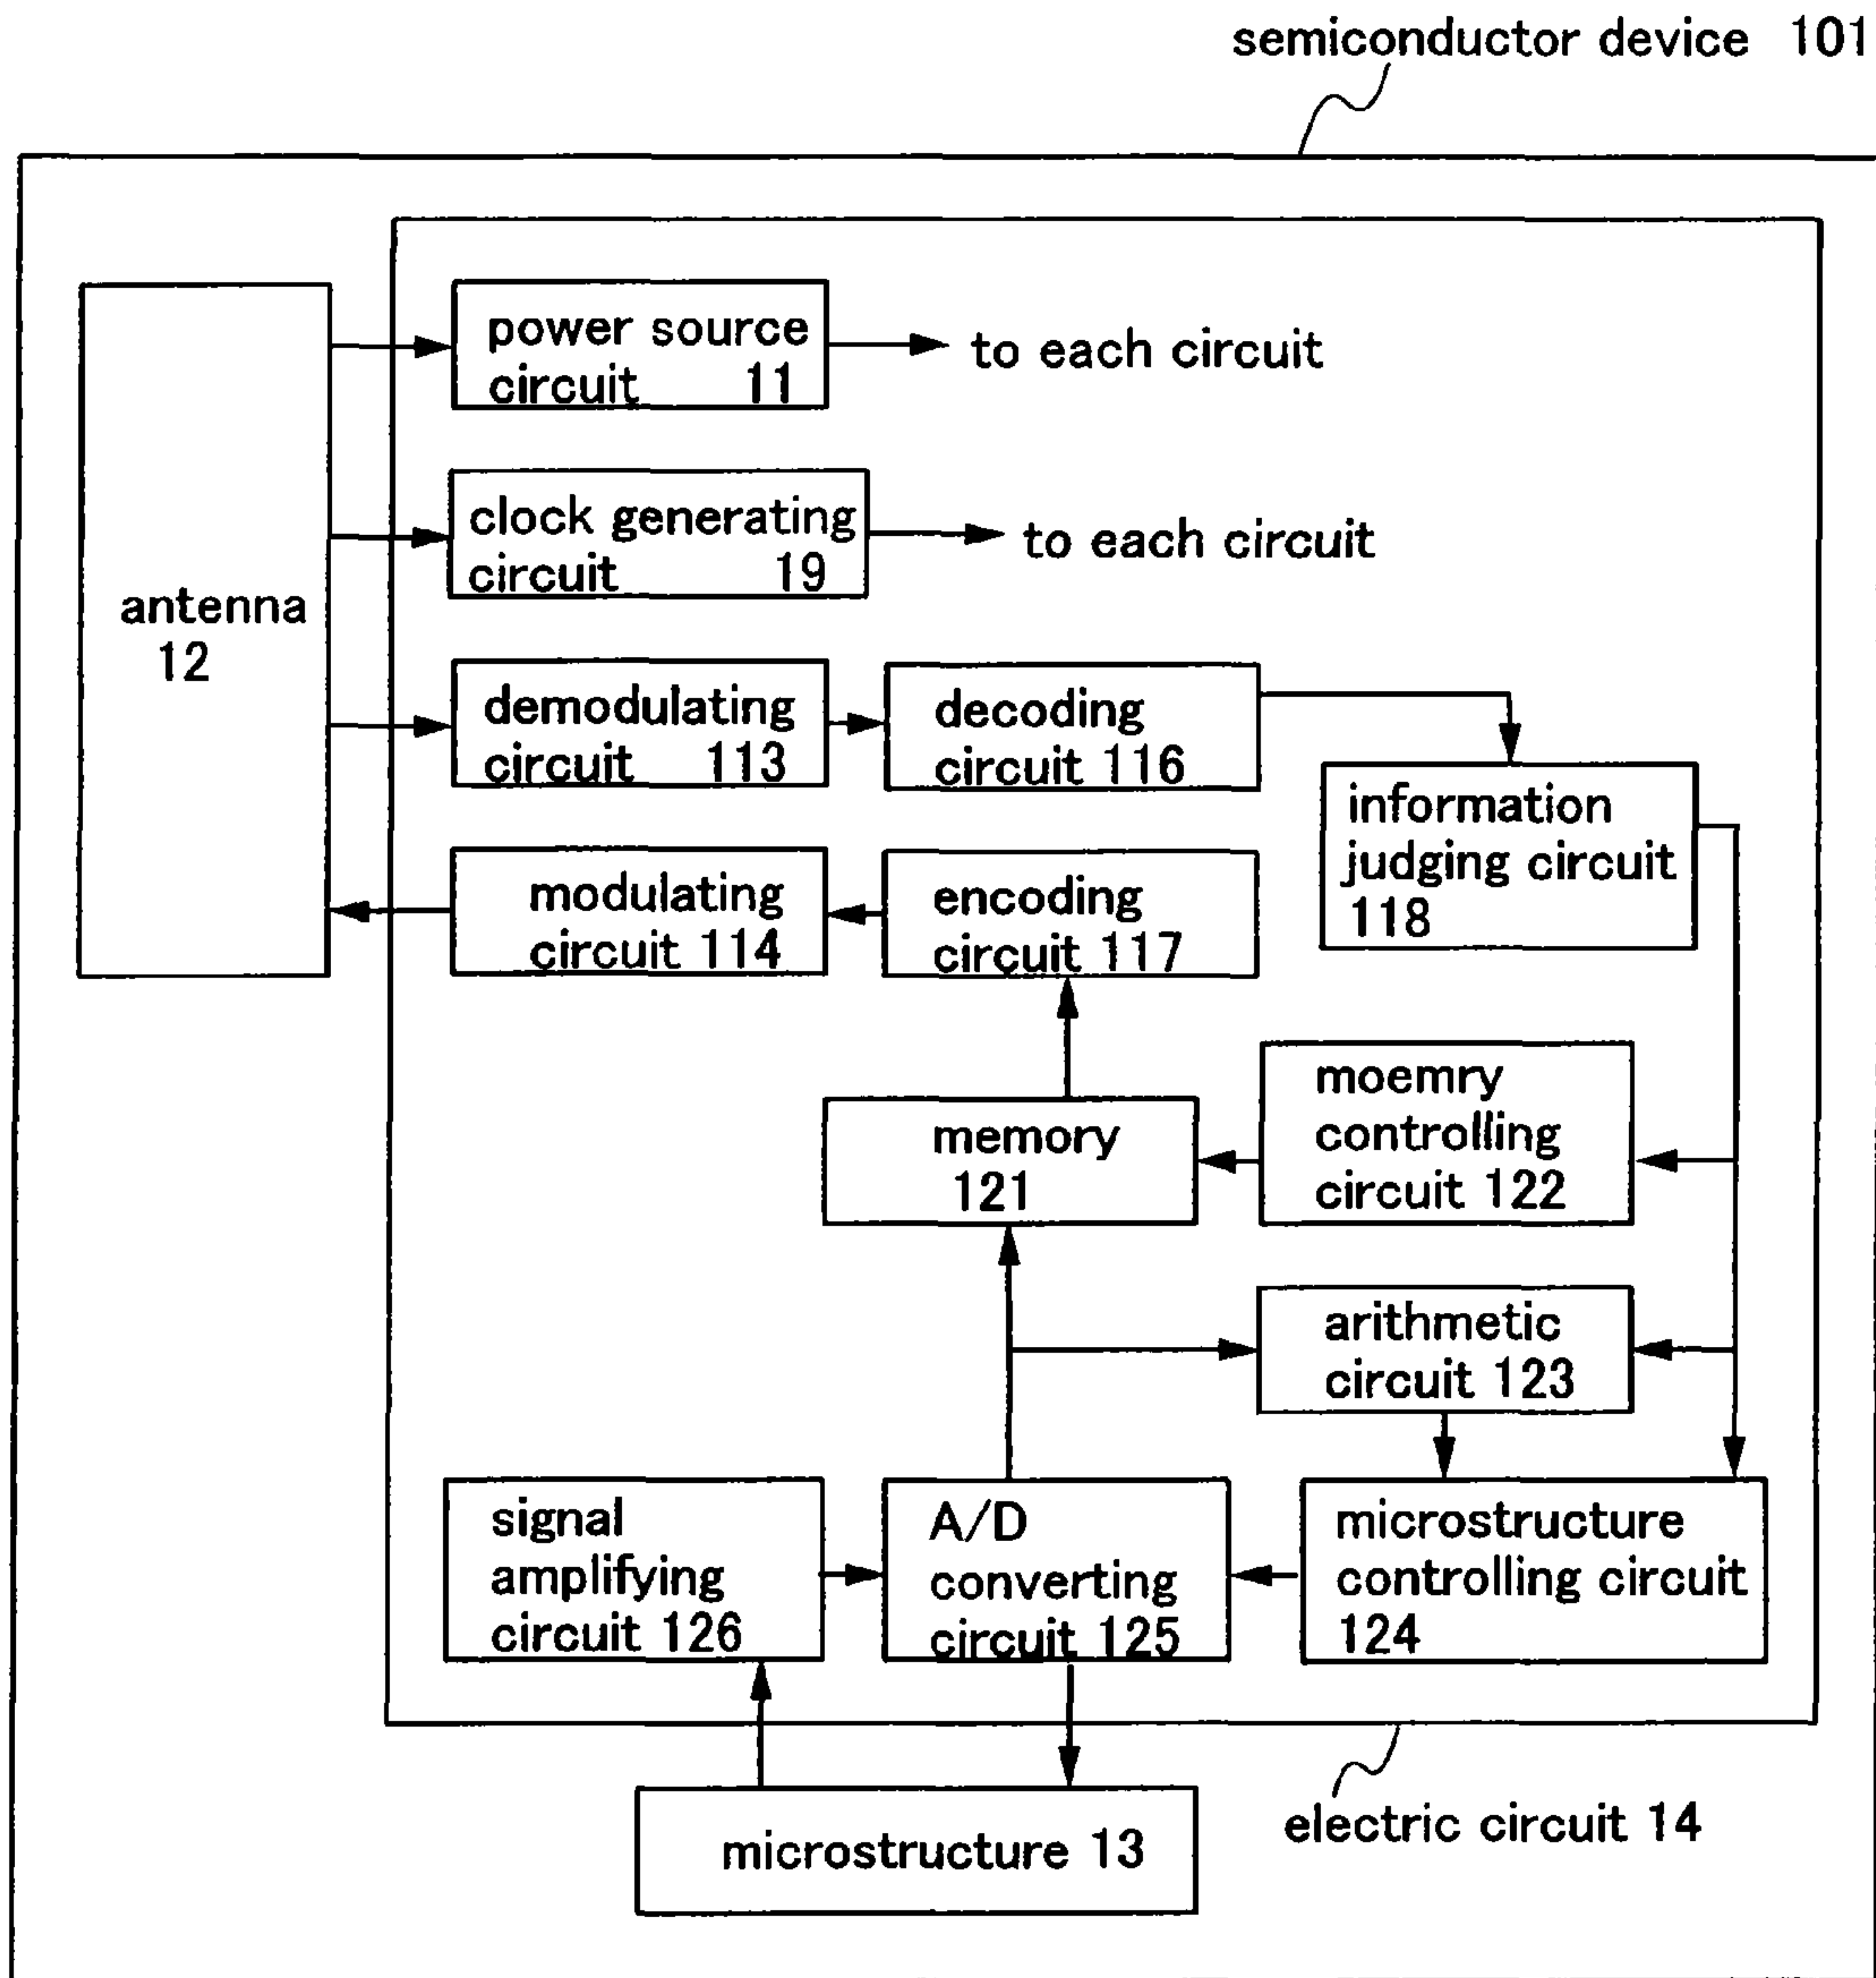 semiconductor device 101
power source
circuit 11
to each circuit
clock generating
circuit 19
to each circuit
antenna
12
demodulating
circuit 113
decoding
circuit 116
information
judging circuit
118
modulating
circuit 114
encoding
circuit 117
moemry
controlling
circuit 122
memory
121
arithmetic
circuit 123
signal
amplifying
circuit 126
A/D
converting
circuit 125
microstructure
controlling circuit
124
microstructure 13
electric circuit 14